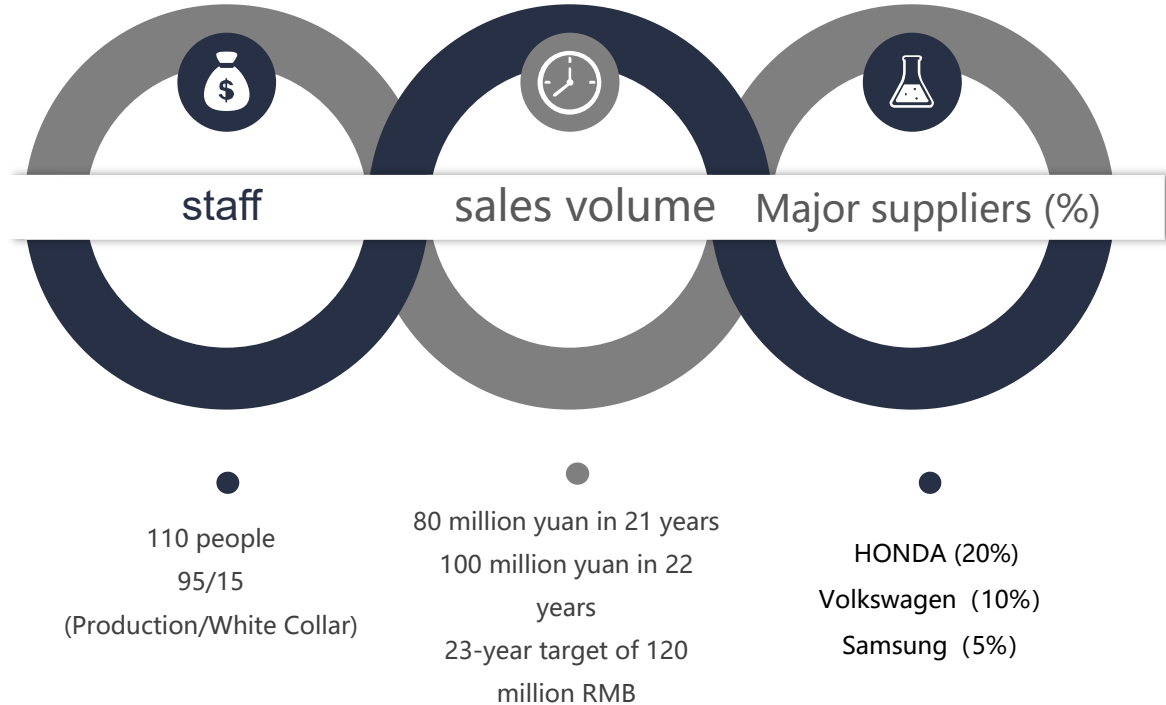 $
staff
sales volume
Major suppliers (%)
110 people
95/15
(Production/White Collar)
80 million yuan in 21 years
100 million yuan in 22
years
23-year target of 120
million RMB
HONDA (20%)
Volkswagen (10%)
Samsung (5%)